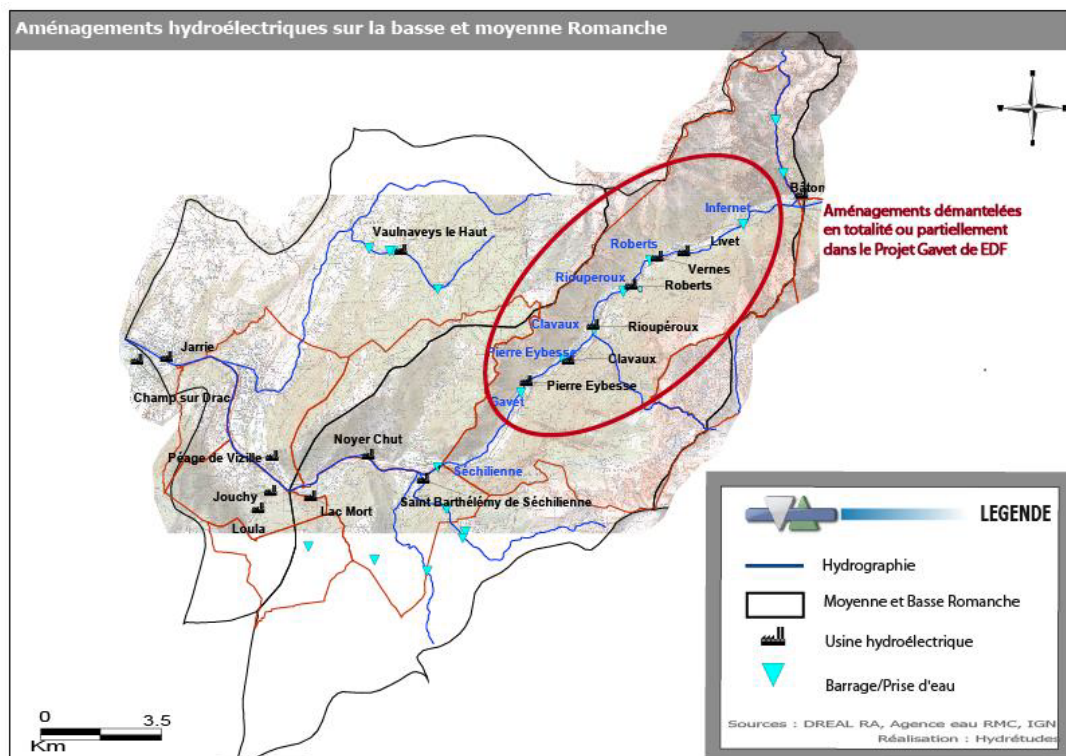 Aménagements hydroélectriques sur la basse et moyenne Romanche
Bâton
Infernet
Aménagements démantelées
en totalité ou partiellement
dans le Projet Gavet de EDF
Vaulnaveys le Haut
Roberts
Livet
Vernes
Riouperoux
Roberts
Clavaux
Rioupéroux
Pierre Eybesse
Clavaux
Jarrie
Pierre Eybesse
Champ sur Drac
Gavet
Noyer Chut
Péage de Vizille
Séchilienne
Jouchy
Lac Mort
Saint Barthélémy de Séchilienne
Loula
LEGENDE
Hydrographie
Moyenne et Basse Romanche
Usine hydroélectrique
Barrage/Prise d'eau
0 3.5
Km
Sources : DREAL RA, Agence eau RMC, IGN
Réalisation : Hydrétudes